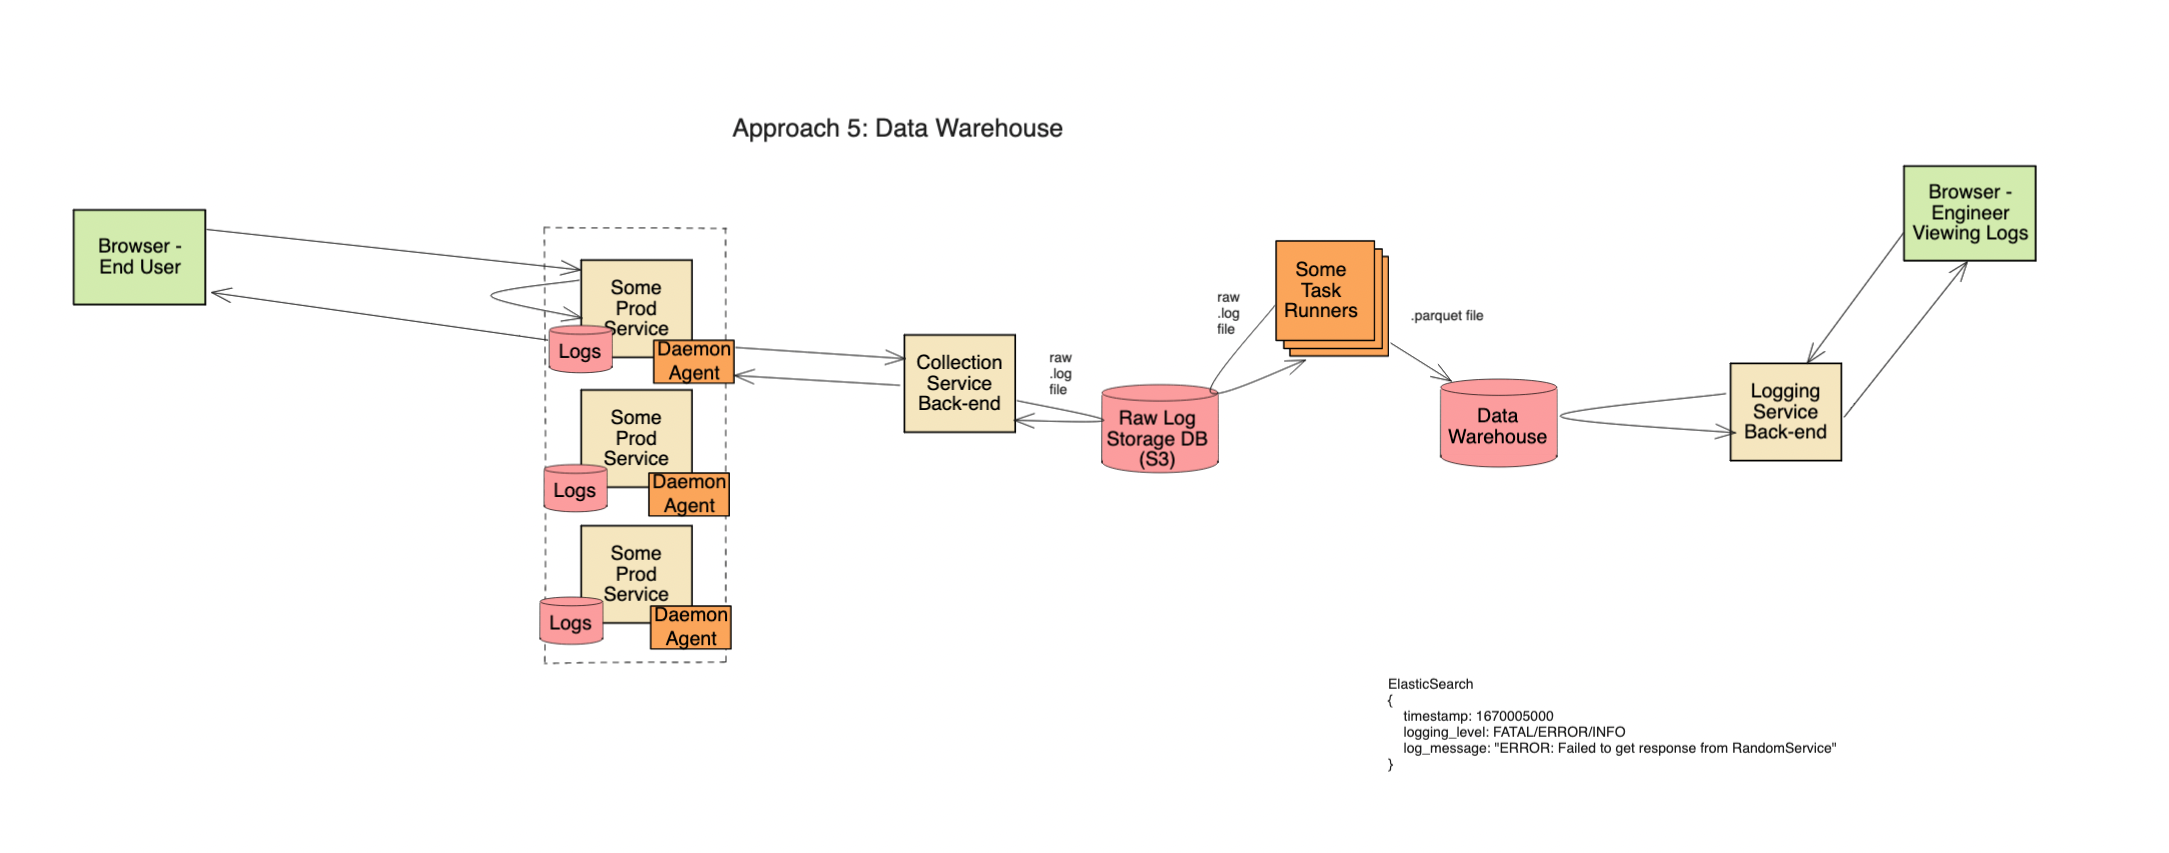 Approach 5: Data Warehouse
Browser -
End User
Some
Prod
Service
Logs
Daemon
Agent
Some
Prod
Service
Logs
Daemon
Agent
Some
Prod
Service
Logs
Daemon
Agent
Collection
Service
Back-end
raw
.log
file
Raw Log
Storage DB
(S3)
raw
.log
file
Some
Task
Runners
.parquet file
Data
Warehouse
Logging
Service
Back-end
Browser -
Engineer
Viewing Logs
ElasticSearch
{
timestamp: 1670005000
logging_level: FATAL/ERROR/INFO
log_message: "ERROR: Failed to get response from RandomService"
}